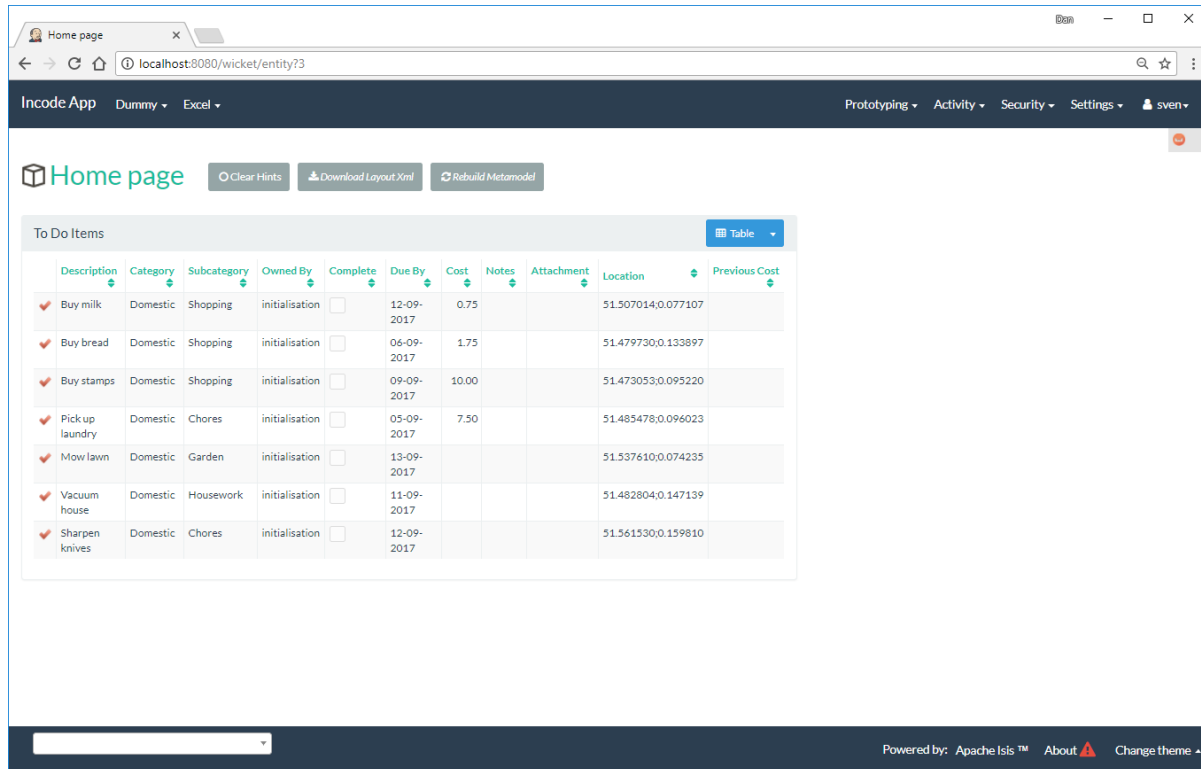 Dan
Home page
localhost:8080/wicket/entity?3
Incode App Dummy Excel Prototyping Activity Security Settings sven
Home page Clear Hints Download Layout Xml Rebuild Metamodel
To Do Items Table
Description Category Subcategory Owned By Complete Due By Cost Notes Attachment Location Previous Cost
Buy milk Domestic Shopping initialisation 12-09- 0.75 51.507014;0.077107
2017
Buy bread Domestic Shopping initialisation 06-09- 1.75 51.479730;0.133897
2017
Buy stamps Domestic Shopping initialisation 09-09- 10.00 51.473053;0.095220
2017
Pick up Domestic Chores initialisation 05-09- 7.50 51.485478;0.096023
laundry 2017
Mow lawn Domestic Garden initialisation 13-09- 51.537610;0.074235
2017
Vacuum Domestic Housework initialisation 11-09- 51.482804;0.147139
house 2017
Sharpen Domestic Chores initialisation 12-09- 51.561530;0.159810
knives 2017
Powered by: Apache Isis ™ About Change theme